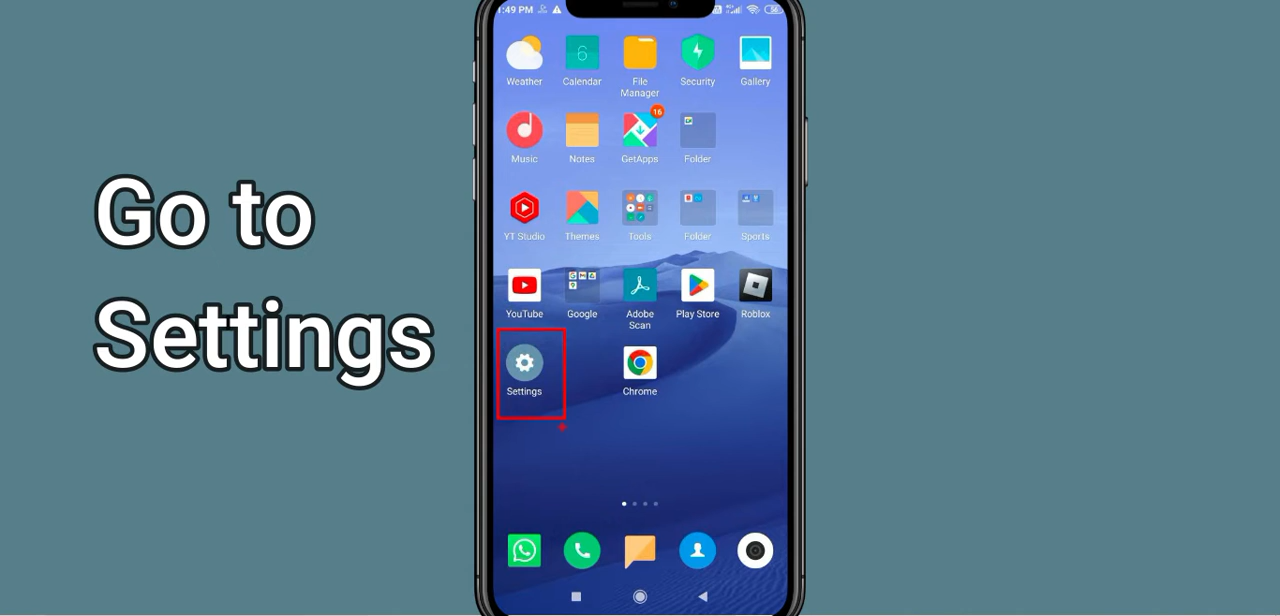 Go to
Settings
1:49 PM
Weather
Calendar
File
Manager
Security
Gallery
6
Music
Notes
GetApps
Folder
16
YT Studio
Themes
Tools
Folder
Sports
YouTube
Google
Adobe
Scan
Play Store
Roblox
Settings
Chrome